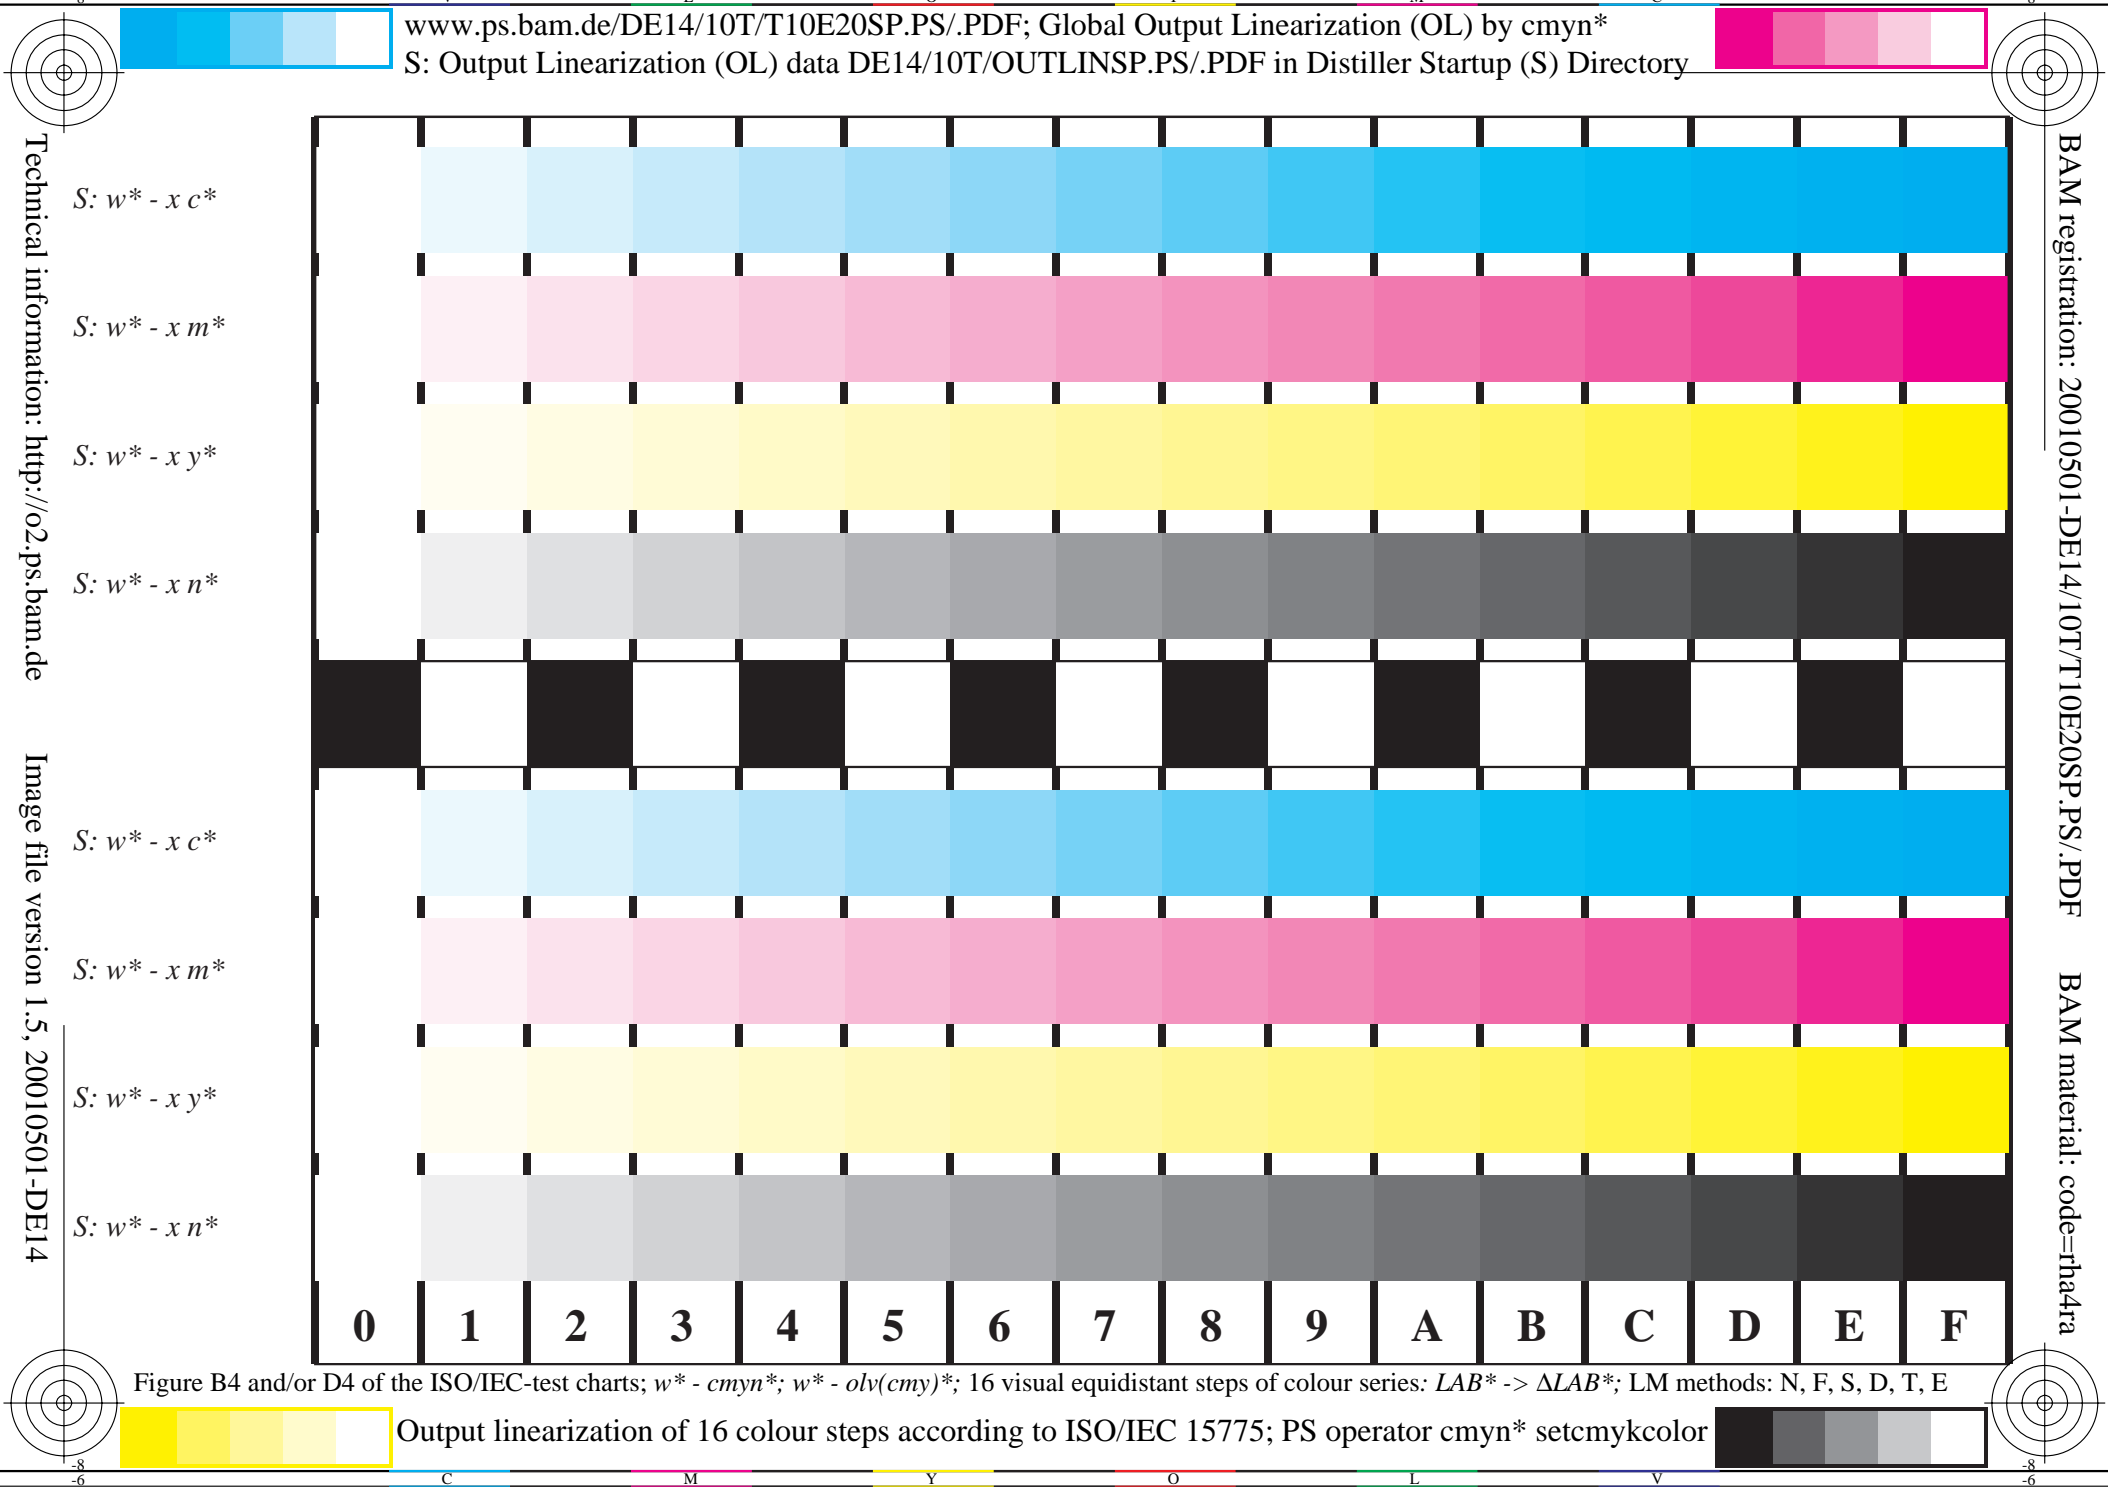 www.ps.bam.de/DE14/10T/T10E20SP.PS/.PDF; Global Output Linearization (OL) by cmyn*
S: Output Linearization (OL) data DE14/10T/OUTLINSP.PS/.PDF in Distiller Startup (S) Directory
Technical information: http://o2.ps.bam.de
Image file version 1.5, 20010501-DE14
BAM registration: 20010501-DE14/10T/T10E20SP.PS/.PDF
BAM material: code=rha4ra
S: w* - x c*
S: w* - x m*
S: w* - x y*
S: w* - x n*
S: w* - x c*
S: w* - x m*
S: w* - x y*
S: w* - x n*
0 1 2 3 4 5 6 7 8 9 A B C D E F
Figure B4 and/or D4 of the ISO/IEC-test charts; w* - cmyn*; w* - olv(cmy)*; 16 visual equidistant steps of colour series: LAB* -> ΔLAB*; LM methods: N, F, S, D, T, E
Output linearization of 16 colour steps according to ISO/IEC 15775; PS operator cmyn* setcmykcolor
-8 -8
-6 C M Y O L V -6